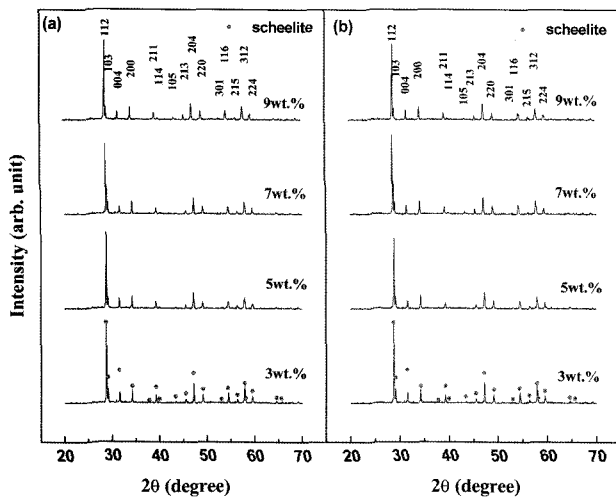 (a)
scheelite
112
103
004
200
211
114
105
213
204
220
301
116
215
312
224
9wt.%
7wt.%
5wt.%
3wt.%
20 30 40 50 60 70
2θ (degree)
(b)
scheelite
112
103
004
200
211
114
105
213
204
220
301
116
215
312
224
9wt.%
7wt.%
5wt.%
3wt.%
20 30 40 50 60 70
2θ (degree)
Intensity (arb. unit)